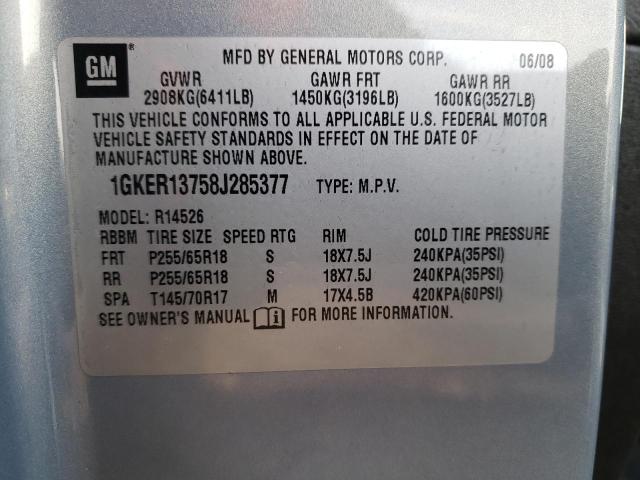 GM
MFD BY GENERAL MOTORS CORP. 06/08
GVWR GAWR FRT GAWR RR
2908KG(6411LB) 1450KG(3196LB) 1600KG(3527LB)
THIS VEHICLE CONFORMS TO ALL APPLICABLE U.S. FEDERAL MOTOR
VEHICLE SAFETY STANDARDS IN EFFECT ON THE DATE OF
MANUFACTURE SHOWN ABOVE.
1GKER13758J285377 TYPE: M.P.V.
MODEL: R14526
RBBM TIRE SIZE SPEED RTG RIM COLD TIRE PRESSURE
FRT P255/65R18 S 18X7.5J 240KPA(35PSI)
RR P255/65R18 S 18X7.5J 240KPA(35PSI)
SPA T145/70R17 M 17X4.5B 420KPA(60PSI)
SEE OWNER'S MANUAL i FOR MORE INFORMATION.